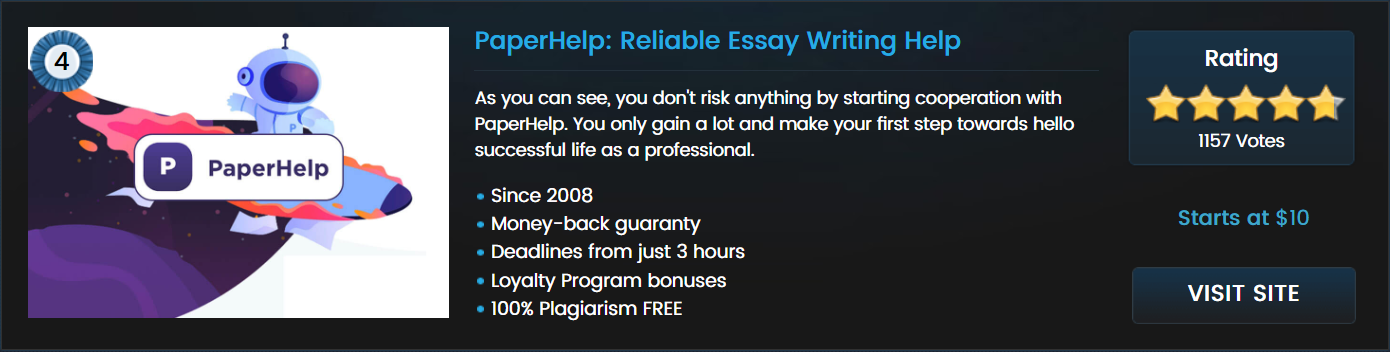 4
P
P PaperHelp
PaperHelp: Reliable Essay Writing Help
As you can see, you don't risk anything by starting cooperation with
PaperHelp. You only gain a lot and make your first step towards hello
successful life as a professional.
Since 2008
Money-back guaranty
Deadlines from just 3 hours
Loyalty Program bonuses
100% Plagiarism FREE
Rating
1157 Votes
Starts at $10
VISIT SITE